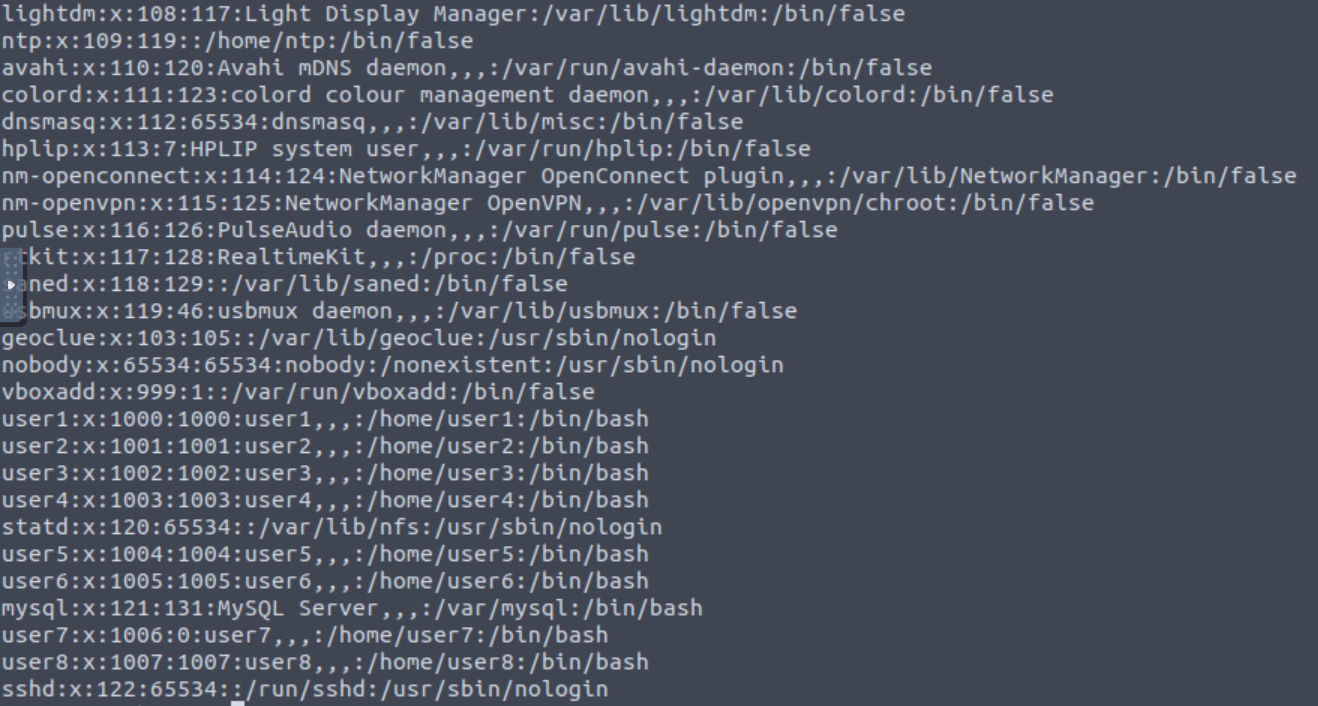 lightdm:x:108:117:Light Display Manager:/var/lib/lightdm:/bin/false
ntp:x:109:119::/home/ntp:/bin/false
avahi:x:110:120:Avahi mDNS daemon,,,:/var/run/avahi-daemon:/bin/false
colord:x:111:123:colord colour management daemon,,,:/var/lib/colord:/bin/false
dnsmasq:x:112:65534:dnsmasq,,,:/var/lib/misc:/bin/false
hplip:x:113:7:HPLIP system user,,,:/var/run/hplip:/bin/false
nm-openconnect:x:114:124:NetworkManager OpenConnect plugin,,,:/var/lib/NetworkManager:/bin/false
nm-openvpn:x:115:125:NetworkManager OpenVPN,,,:/var/lib/openvpn/chroot:/bin/false
pulse:x:116:126:PulseAudio daemon,,,:/var/run/pulse:/bin/false
rtkit:x:117:128:RealtimeKit,,,:/proc:/bin/false
saned:x:118:129::/var/lib/saned:/bin/false
usbmux:x:119:46:usbmux daemon,,,:/var/lib/usbmux:/bin/false
geoclue:x:103:105::/var/lib/geoclue:/usr/sbin/nologin
nobody:x:65534:65534:nobody:/nonexistent:/usr/sbin/nologin
vboxadd:x:999:1::/var/run/vboxadd:/bin/false
user1:x:1000:1000:user1,,,:/home/user1:/bin/bash
user2:x:1001:1001:user2,,,:/home/user2:/bin/bash
user3:x:1002:1002:user3,,,:/home/user3:/bin/bash
user4:x:1003:1003:user4,,,:/home/user4:/bin/bash
statd:x:120:65534::/var/lib/nfs:/usr/sbin/nologin
user5:x:1004:1004:user5,,,:/home/user5:/bin/bash
user6:x:1005:1005:user6,,,:/home/user6:/bin/bash
mysql:x:121:131:MySQL Server,,,:/var/mysql:/bin/bash
user7:x:1006:0:user7,,,:/home/user7:/bin/bash
user8:x:1007:1007:user8,,,:/home/user8:/bin/bash
sshd:x:122:65534::/run/sshd:/usr/sbin/nologin